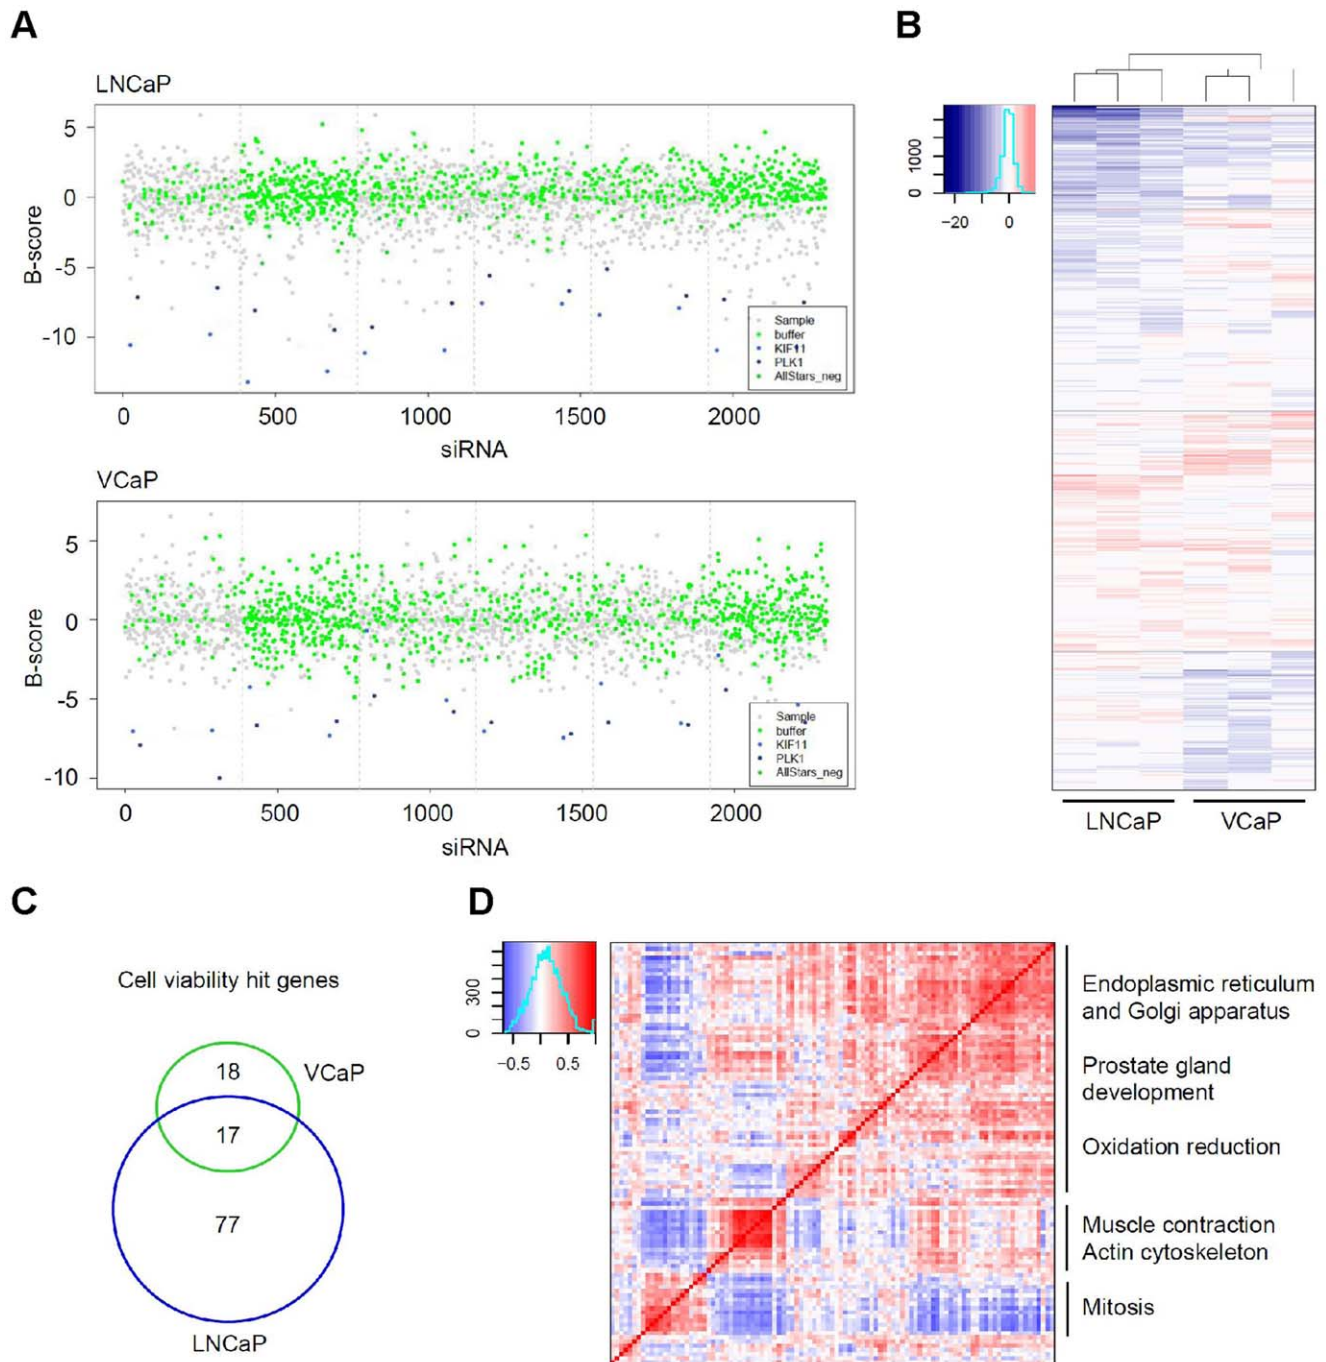 A
LNCaP
5
0
-5
-10
B-score
Sample
buffer
KIF11
PLK1
AllStars_neg
0
500
1000
1500
2000
siRNA
VCaP
5
0
-5
-10
B-score
Sample
buffer
KIF11
PLK1
AllStars_neg
0
500
1000
1500
2000
siRNA
B
1000
0
−20
0
LNCaP
VCaP
C
Cell viability hit genes
18
VCaP
17
77
LNCaP
D
300
0
−0.5
0.5
Endoplasmic reticulum
and Golgi apparatus
Prostate gland
development
Oxidation reduction
Muscle contraction
Actin cytoskeleton
Mitosis